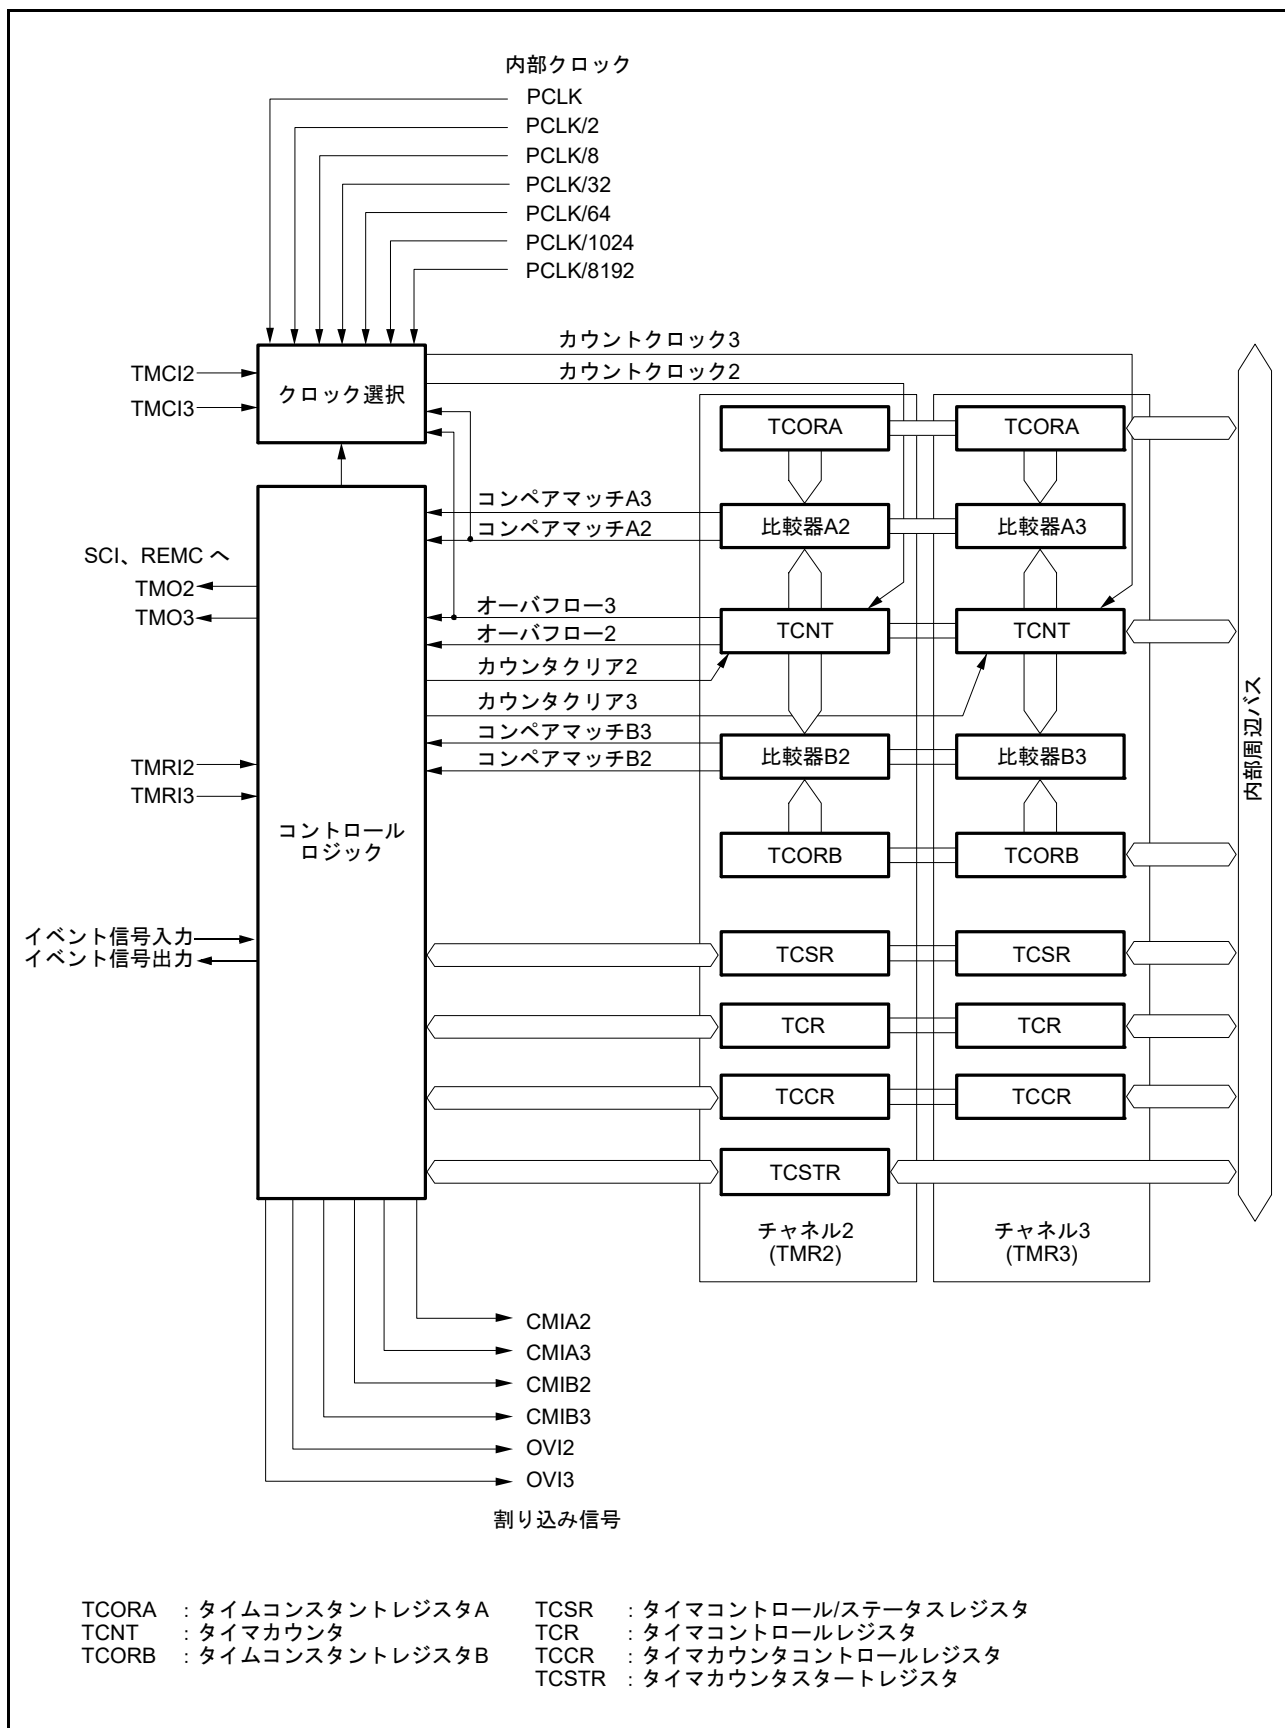 内部クロック
PCLK
PCLK/2
PCLK/8
PCLK/32
PCLK/64
PCLK/1024
PCLK/8192
カウントクロック3
カウントクロック2
TMCI2
TMCI3
クロック選択
TCORA
TCORA
コンペアマッチA3
コンペアマッチA2
比較器A2
比較器A3
SCI、REMC へ
TMO2
TMO3
オーバフロー3
オーバフロー2
TCNT
TCNT
カウンタクリア2
カウンタクリア3
コンペアマッチB3
コンペアマッチB2
比較器B2
比較器B3
内部周辺バス
TMRI2
TMRI3
コントロール
ロジック
TCORB
TCORB
イベント信号入力
イベント信号出力
TCSR
TCSR
TCR
TCR
TCCR
TCCR
TCSTR
チャネル2
(TMR2)
チャネル3
(TMR3)
CMIA2
CMIA3
CMIB2
CMIB3
OVI2
OVI3
割り込み信号
TCORA : タイムコンスタントレジスタA
TCNT : タイマカウンタ
TCORB : タイムコンスタントレジスタB
TCSR : タイマコントロール/ステータスレジスタ
TCR : タイマコントロールレジスタ
TCCR : タイマカウンタコントロールレジスタ
TCSTR : タイマカウンタスタートレジスタ